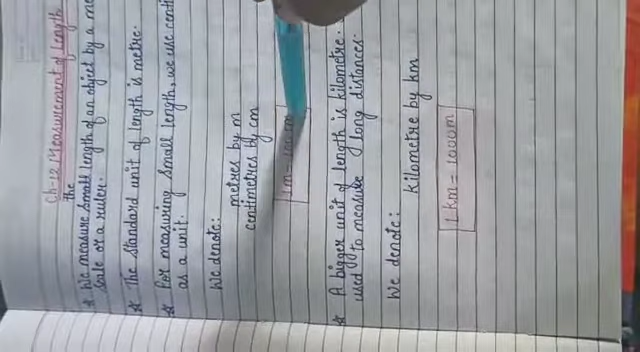 Ch-12 Measurement of Length
the
* We measure small length of an object by a me
Scale or a ruler.
* The standard unit of length is metre.
* For measuring small length, we use centi
as a unit.
We denote:
metres by m
centimetres by cm
1m = 100 cm
* A bigger unit of length is kilometre.
used to measure long distances.
We denote:
kilometre by km
1 km = 1000m